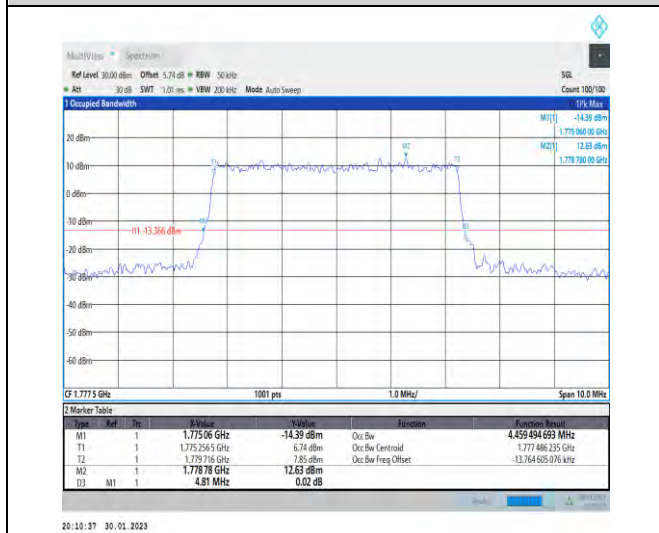 MultiView Spectrum
Ref Level 30.00 dBm Offset 5.74 dB RBW 50 kHz SGL
Att 30 dB SWT 1.01 ms VBW 200 kHz Mode Auto Sweep Count 100/100
1 Occupied Bandwidth 1Pk Max
M1[1] -14.39 dBm
1.775 060 00 GHz
M2[1] 12.63 dBm
1.778 780 00 GHz
20 dBm
M2
T1 T2
10 dBm
0 dBm
-10 dBm
M1 D3
H1 -13.366 dBm
-20 dBm
-30 dBm
-40 dBm
-50 dBm
-60 dBm
CF 1.777 5 GHz 1001 pts 1.0 MHz/ Span 10.0 MHz
2 Marker Table
Type Ref Trc X-Value Y-Value Function Function Result
M1 1 1.775 06 GHz -14.39 dBm Occ Bw 4.459 494 693 MHz
T1 1 1.775 256 5 GHz 6.74 dBm Occ Bw Centroid 1.777 486 235 GHz
T2 1 1.779 716 GHz 7.85 dBm Occ Bw Freq Offset -13.764 605 076 kHz
M2 1 1.778 78 GHz 12.63 dBm
D3 M1 1 4.81 MHz 0.02 dB
20:10:37 30.01.2023